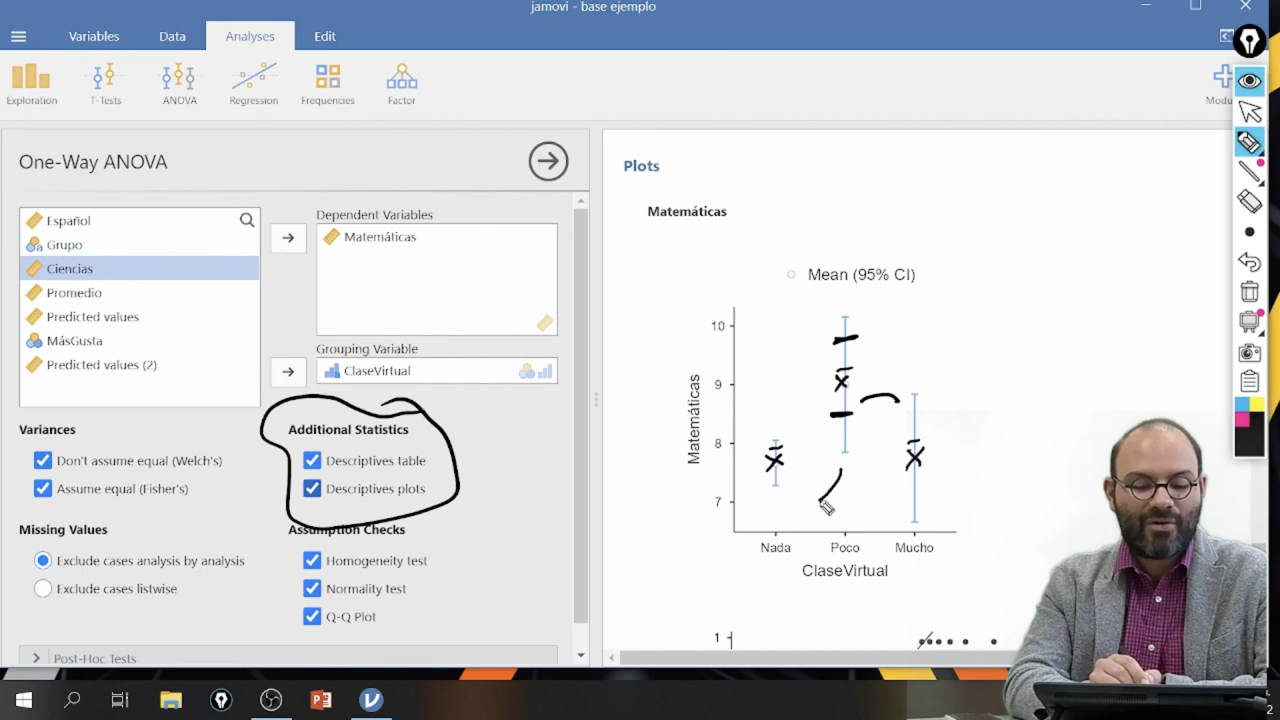 jamovi - base ejemplo
Variables Data Analyses Edit
Exploration T-Tests ANOVA Regression Frequencies Factor
One-Way ANOVA
Español
Grupo
Ciencias
Promedio
Predicted values
MásGusta
Predicted values (2)
Dependent Variables
Matemáticas
Grouping Variable
ClaseVirtual
Variances
Don't assume equal (Welch's)
Assume equal (Fisher's)
Additional Statistics
Descriptives table
Descriptives plots
Missing Values
Exclude cases analysis by analysis
Exclude cases listwise
Assumption Checks
Homogeneity test
Normality test
Q-Q Plot
Post-Hoc Tests
Plots
Matemáticas
Mean (95% CI)
10
9
8
7
Matemáticas
Nada Poco Mucho
ClaseVirtual
1